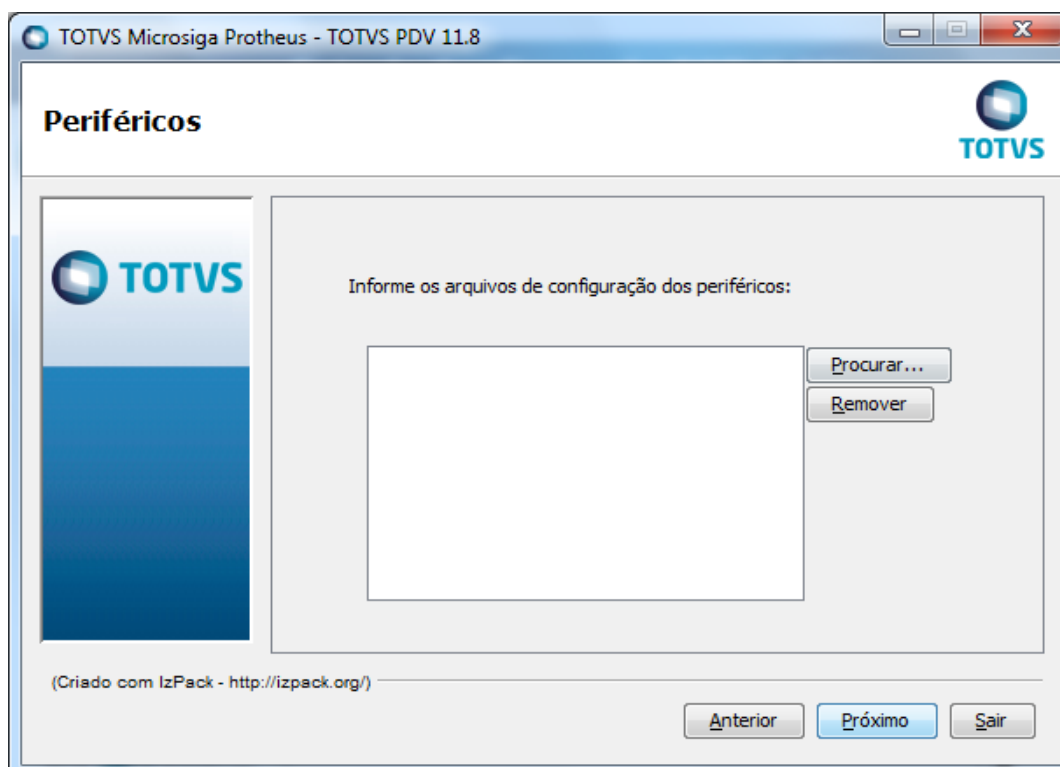 TOTVS Microsiga Protheus - TOTVS PDV 11.8
Periféricos
TOTVS
TOTVS
Informe os arquivos de configuração dos periféricos:
Procurar...
Remover
(Criado com IzPack - http://izpack.org/)
Anterior
Próximo
Sair